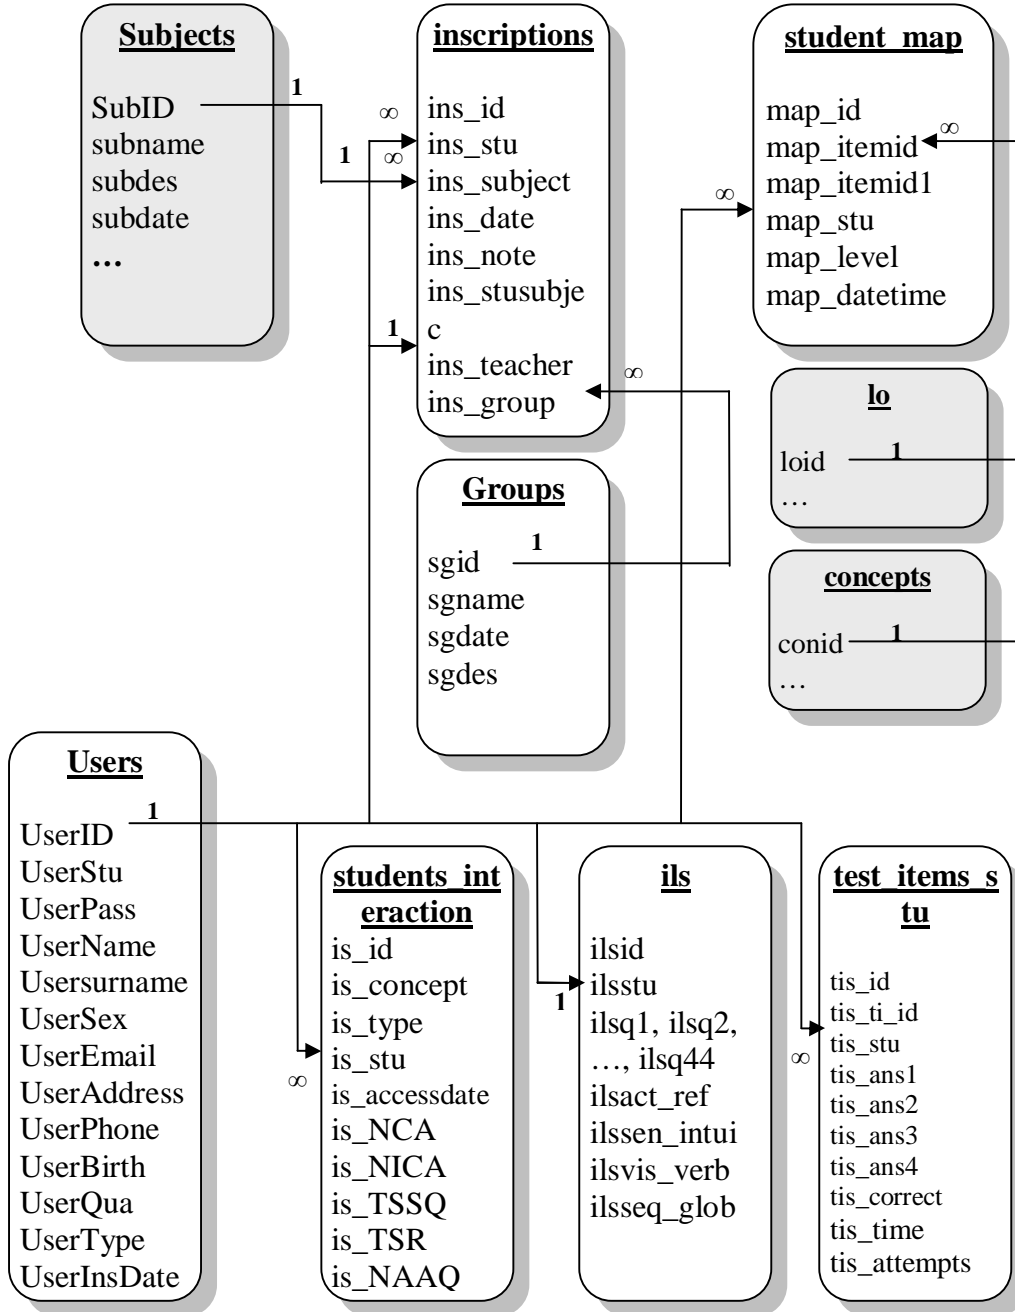 Subjects
SubID
subname
subdes
subdate
...
1
inscriptions
ins_id
ins_stu
ins_subject
ins_date
ins_note
ins_stusubje
c
ins_teacher
ins_group
∞
1
∞
1
∞
student_map
map_id
map_itemid
map_itemid1
map_stu
map_level
map_datetime
∞
∞
lo
loid
1
…
Groups
sgid
sgname
sgdate
sgdes
1
concepts
conid
1
…
Users
1
UserID
UserStu
UserPass
UserName
Usersurname
UserSex
UserEmail
UserAddress
UserPhone
UserBirth
UserQua
UserType
UserInsDate
students_int
eraction
is_id
is_concept
is_type
is_stu
is_accessdate
is_NCA
is_NICA
is_TSSQ
is_TSR
is_NAAQ
∞
ils
ilsid
ilsstu
ilsq1, ilsq2,
…, ilsq44
ilsact_ref
ilssen_intui
ilsvis_verb
ilsseq_glob
1
test_items_s
tu
tis_id
tis_ti_id
tis_stu
tis_ans1
tis_ans2
tis_ans3
tis_ans4
tis_correct
tis_time
tis_attempts
∞